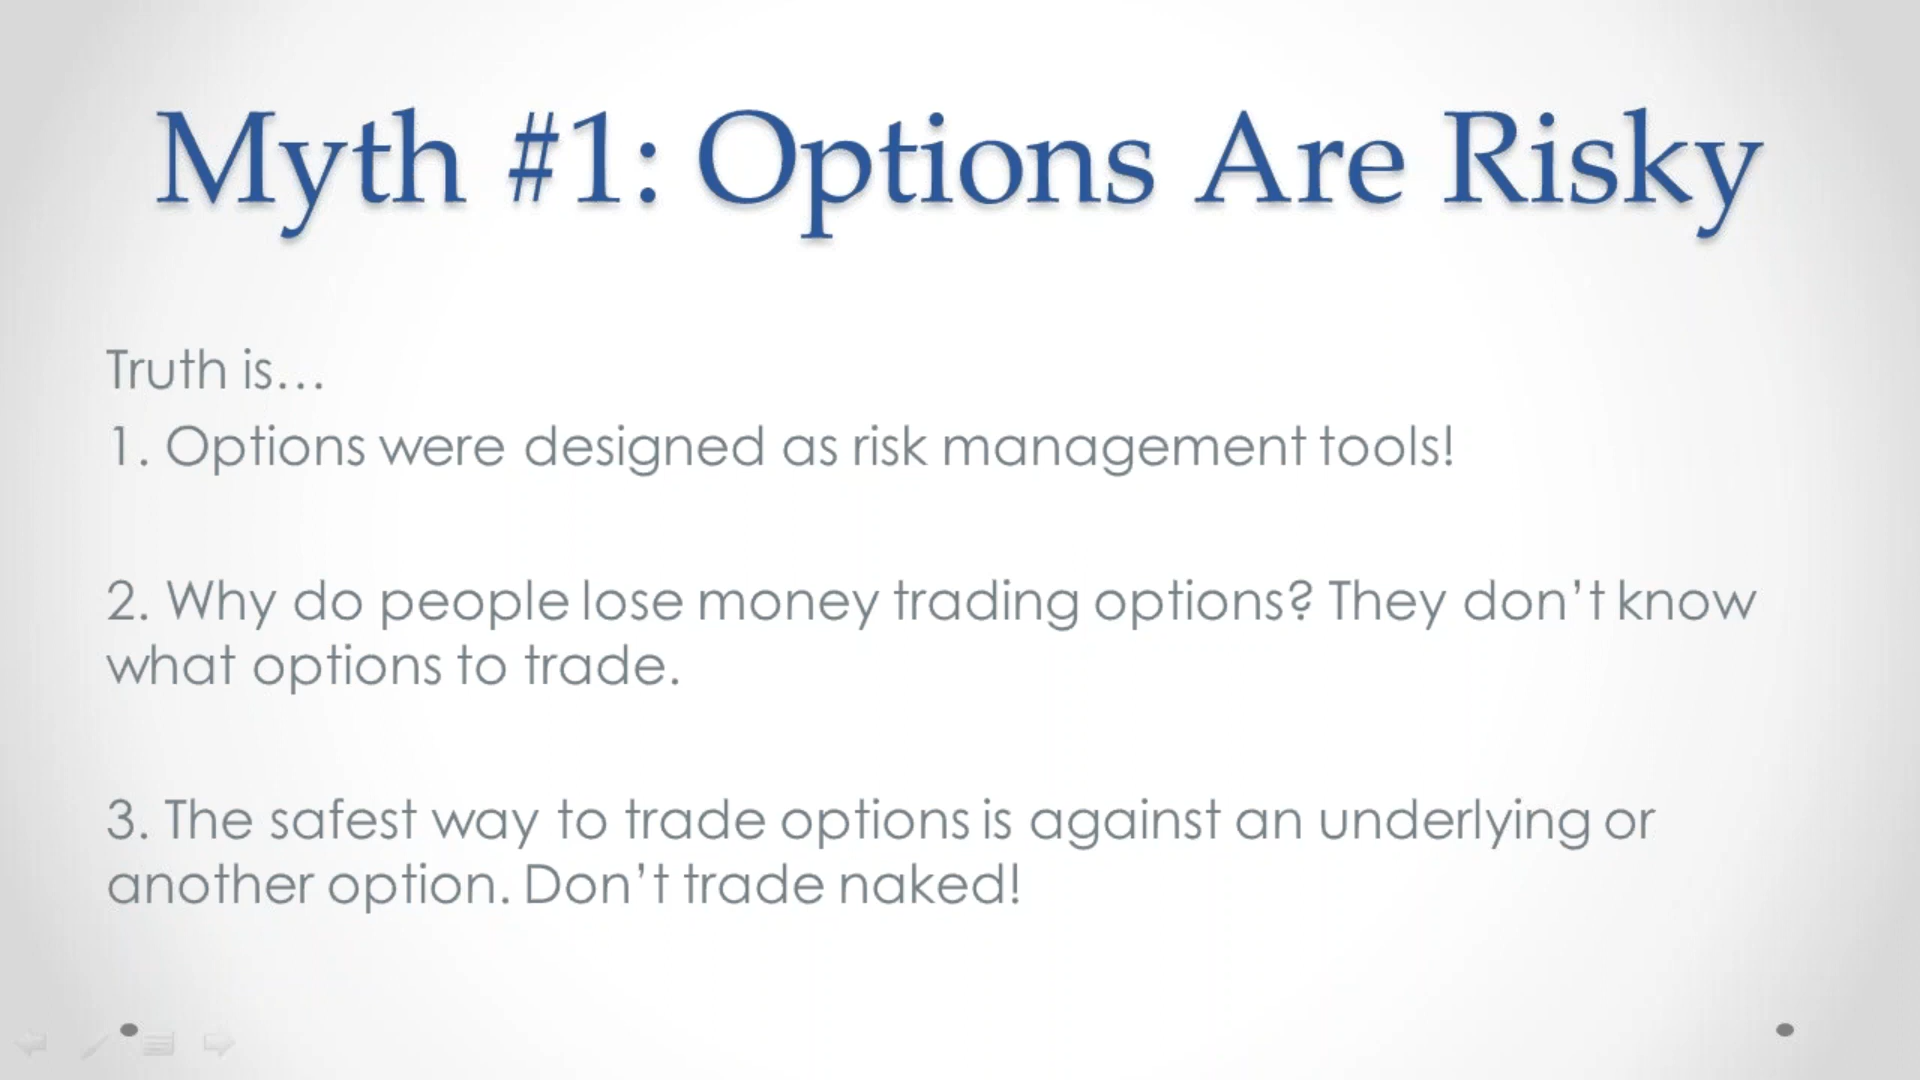 Myth #1: Options Are Risky
Truth is…
1. Options were designed as risk management tools!
2. Why do people lose money trading options? They don’t know
what options to trade.
3. The safest way to trade options is against an underlying or
another option. Don’t trade naked!